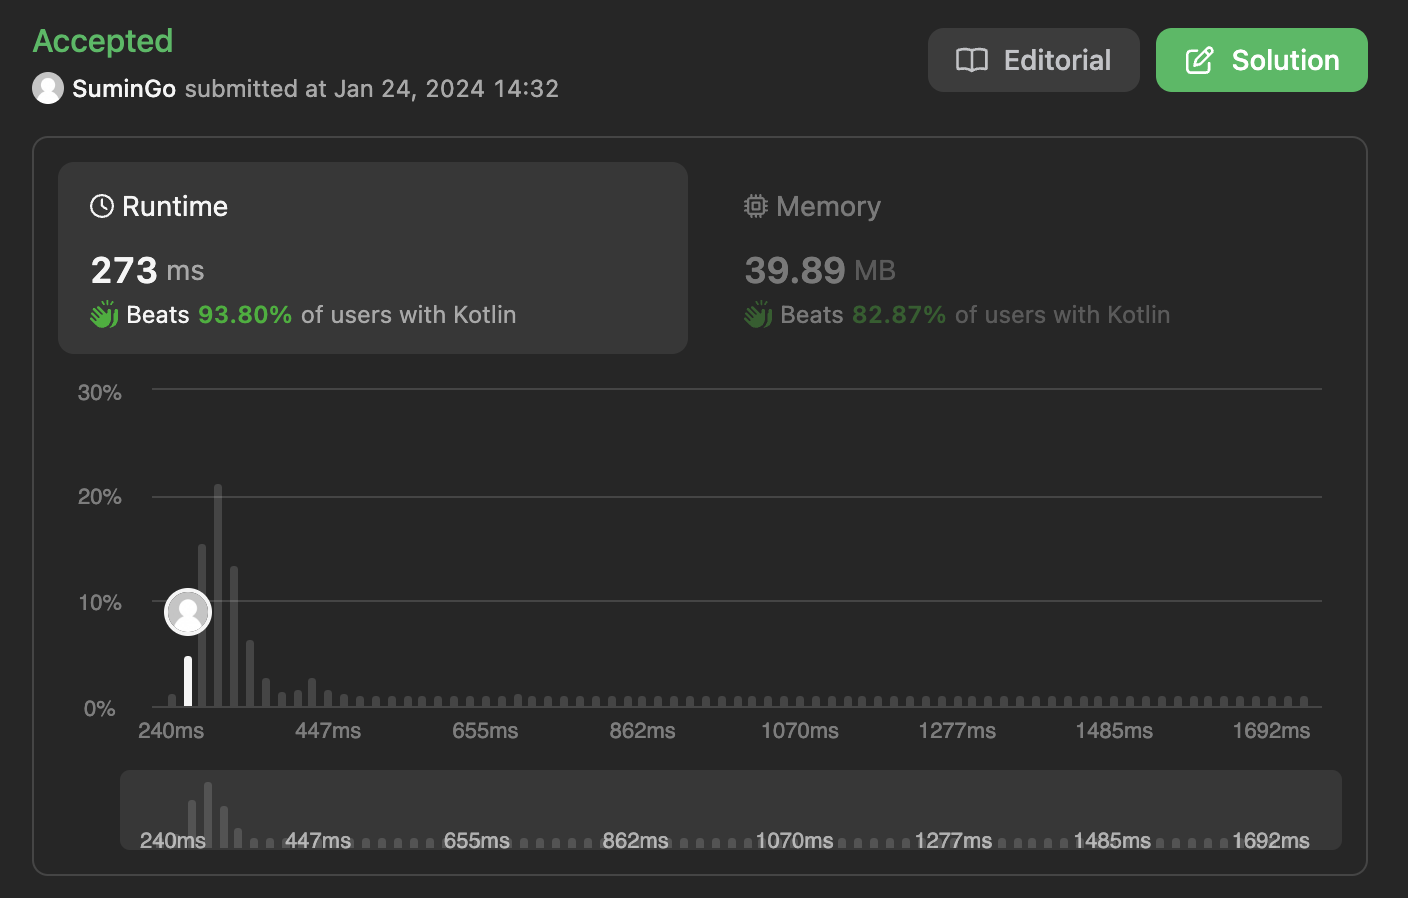 Accepted
SuminGo submitted at Jan 24, 2024 14:32
Editorial
Solution
Runtime
273 ms
Beats 93.80% of users with Kotlin
Memory
39.89 MB
Beats 82.87% of users with Kotlin
30%
20%
10%
0%
240ms 447ms 655ms 862ms 1070ms 1277ms 1485ms 1692ms
240ms 447ms 655ms 862ms 1070ms 1277ms 1485ms 1692ms